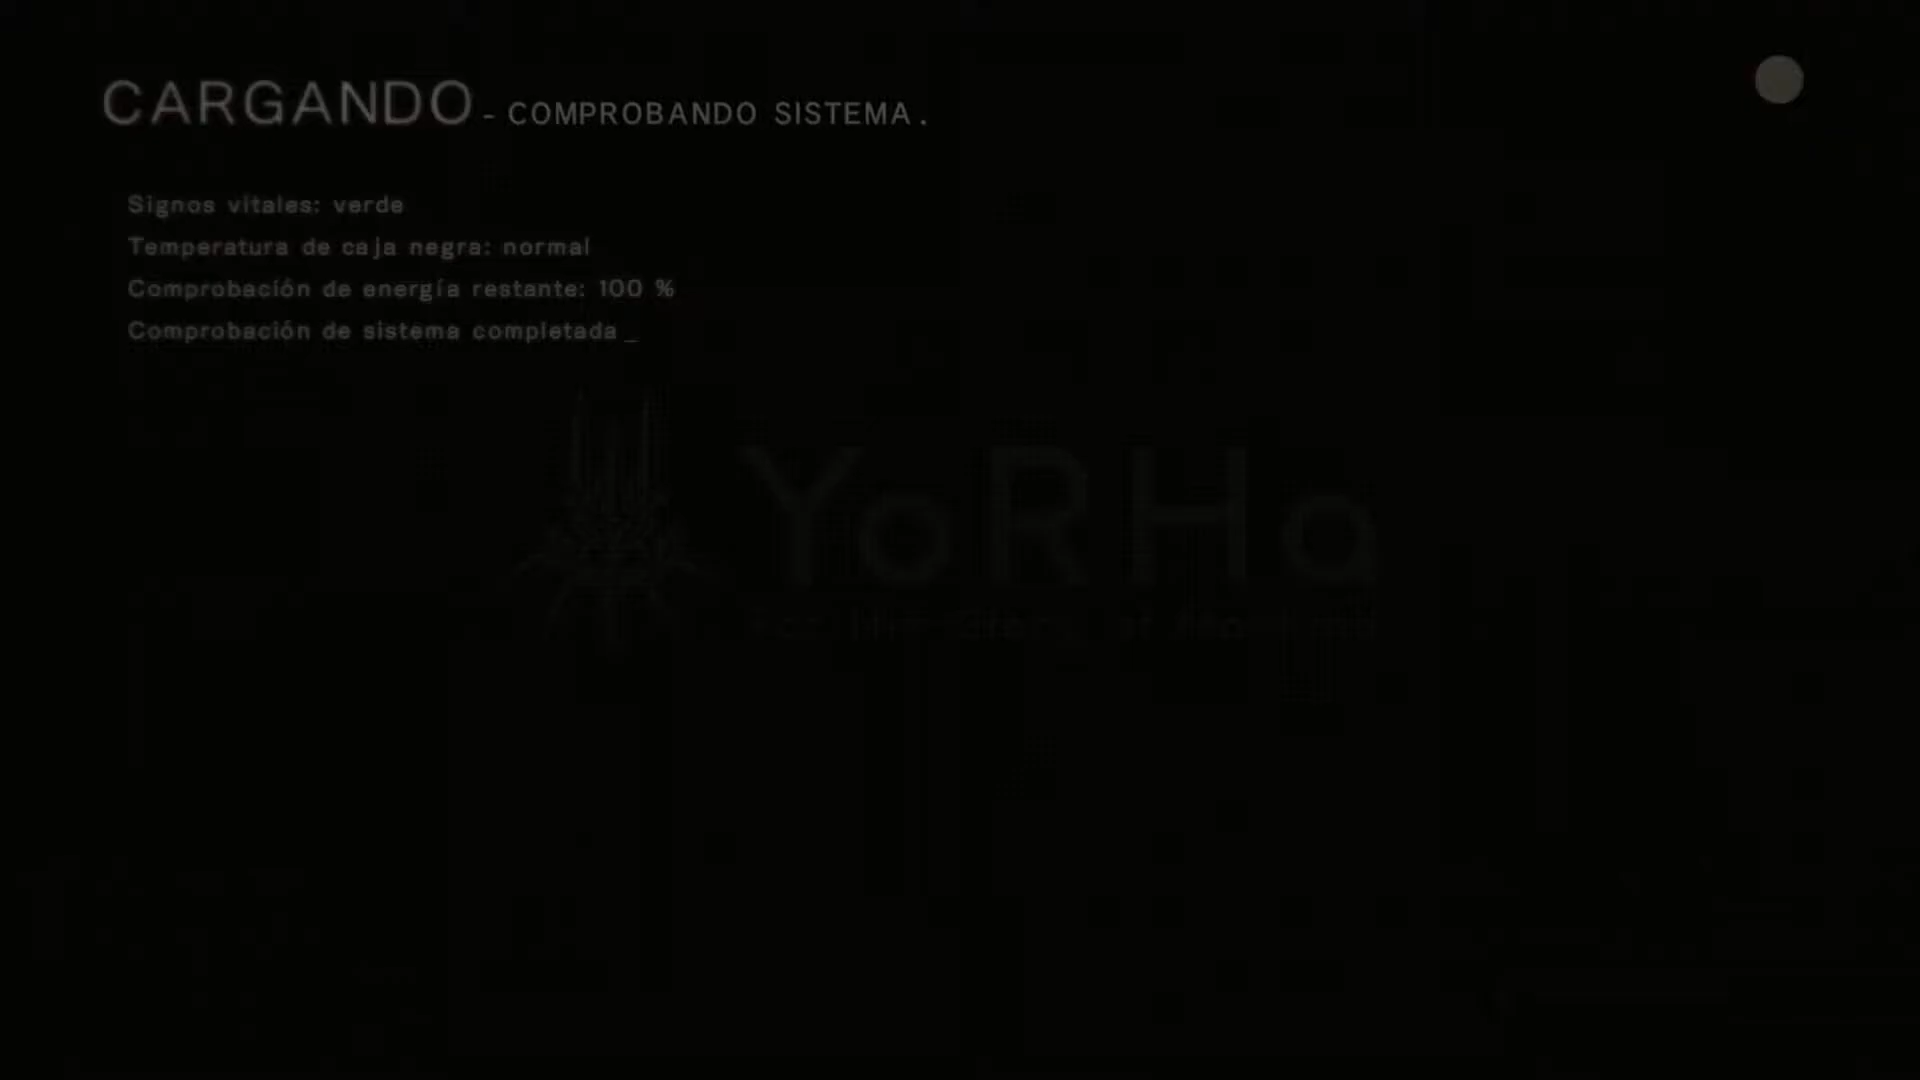 CARGANDO - COMPROBANDO SISTEMA.
Signos vitales: verde
Temperatura de caja negra: normal
Comprobación de energía restante: 100 %
Comprobación de sistema completada _
YoRHa